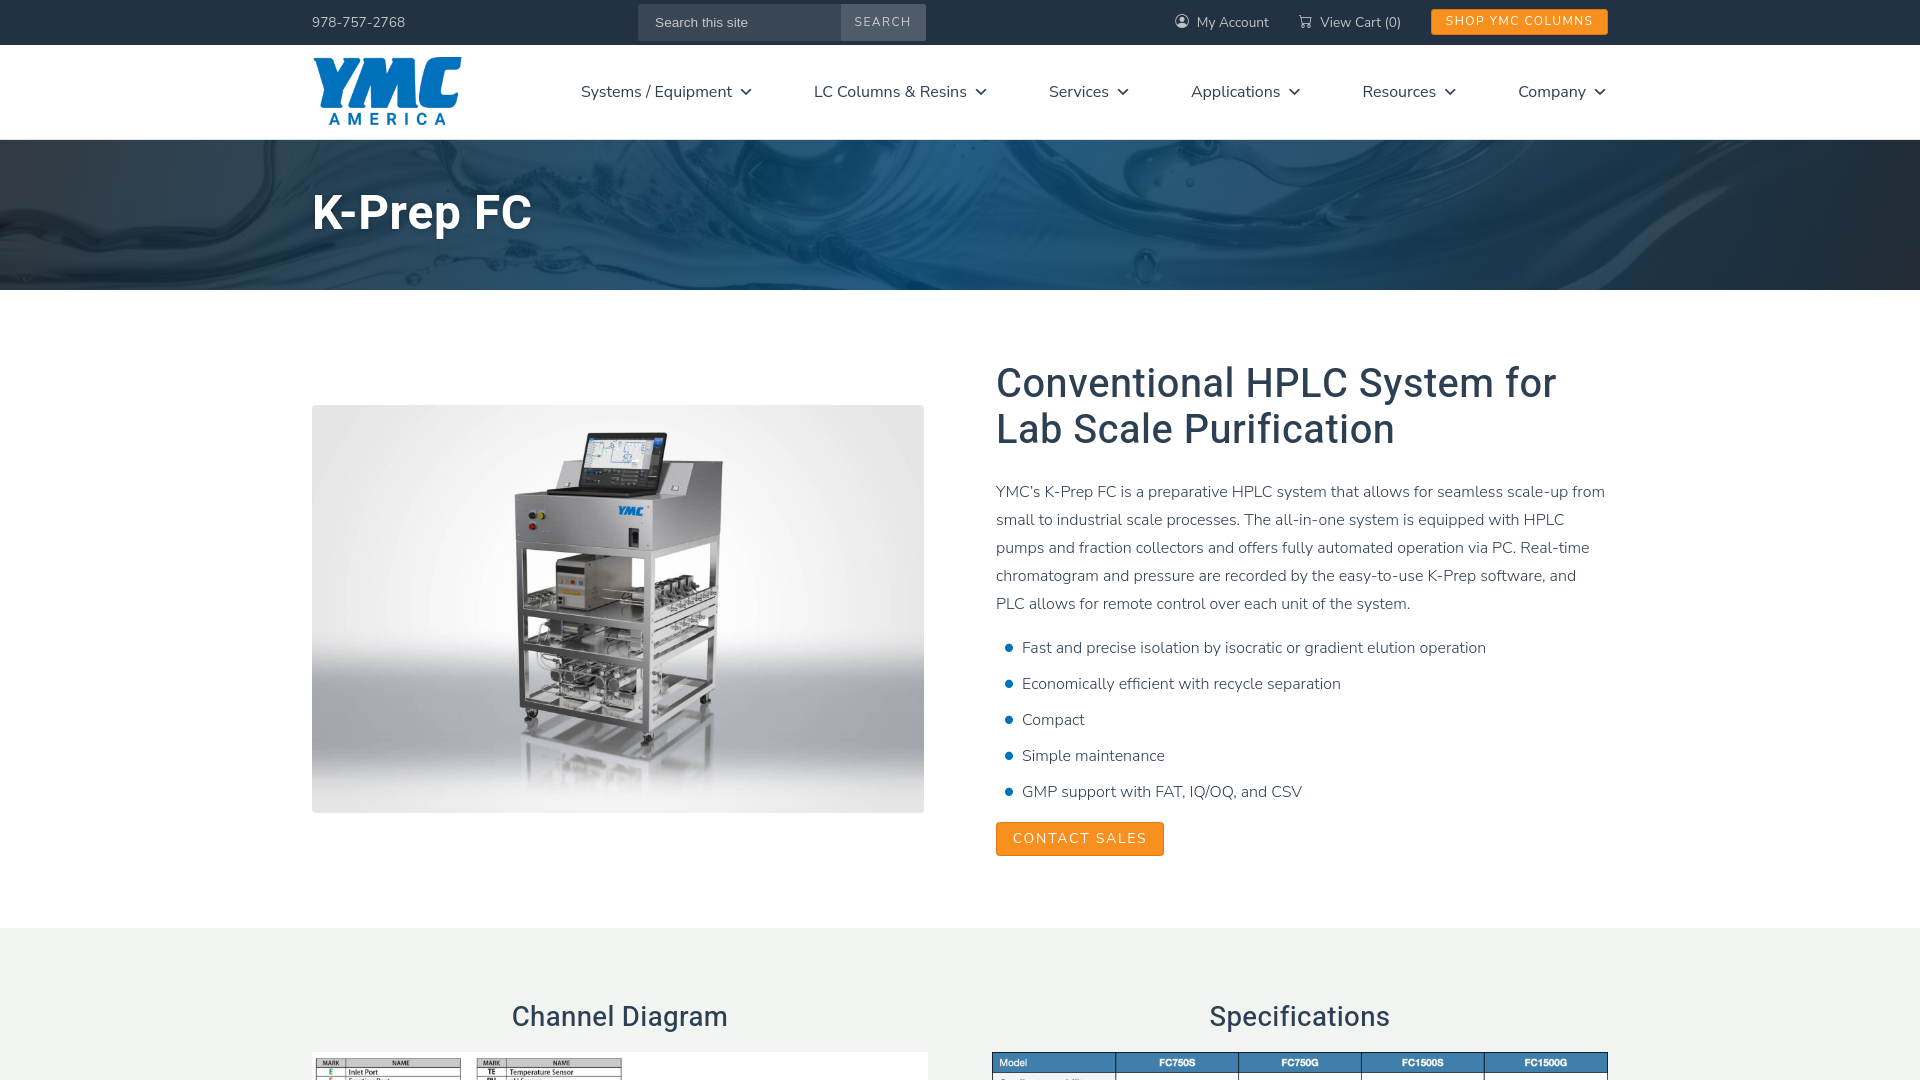 978-757-2768
Search this site
SEARCH
My Account
View Cart (0)
SHOP YMC COLUMNS
YMC
AMERICA
Systems / Equipment
LC Columns & Resins
Services
Applications
Resources
Company
K-Prep FC
YMC
Conventional HPLC System for
Lab Scale Purification
YMC’s K-Prep FC is a preparative HPLC system that allows for seamless scale-up from
small to industrial scale processes. The all-in-one system is equipped with HPLC
pumps and fraction collectors and offers fully automated operation via PC. Real-time
chromatogram and pressure are recorded by the easy-to-use K-Prep software, and
PLC allows for remote control over each unit of the system.
Fast and precise isolation by isocratic or gradient elution operation
Economically efficient with recycle separation
Compact
Simple maintenance
GMP support with FAT, IQ/OQ, and CSV
CONTACT SALES
Channel Diagram
MARK NAME MARK NAME
E Inlet Port TE Temperature Sensor
Specifications
Model FC750S FC750G FC1500S FC1500G